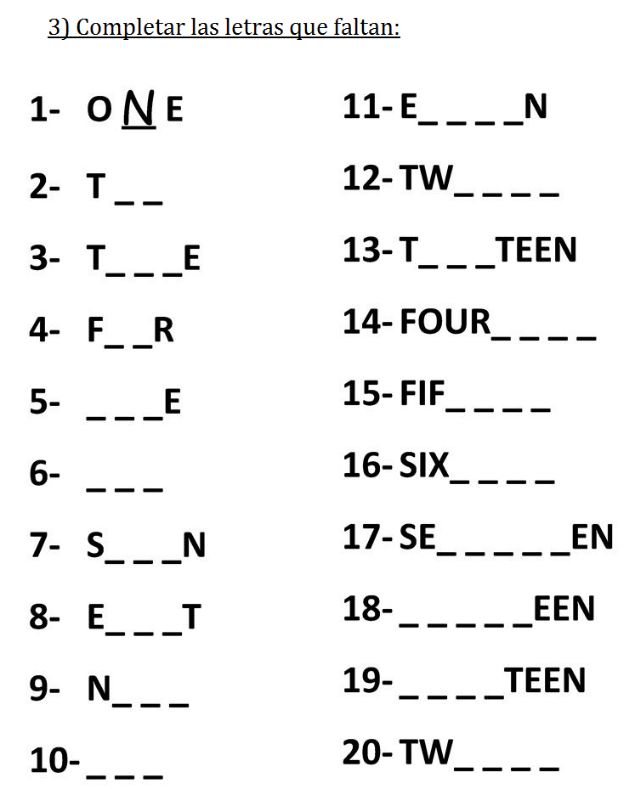 3) Completar las letras que faltan:
1- O N E
2- T _ _
3- T_ _ _E
4- F_ _R
5- _ _ _E
6- _ _ _
7- S_ _ _N
8- E_ _ _T
9- N_ _ _
10-_ _ _
11-E_ _ _ _N
12-TW_ _ _ _
13-T_ _ _TEEN
14-FOUR_ _ _ _
15-FIF_ _ _ _
16-SIX_ _ _ _
17-SE_ _ _ _ _EN
18-_ _ _ _ _EEN
19-_ _ _ _TEEN
20-TW_ _ _ _